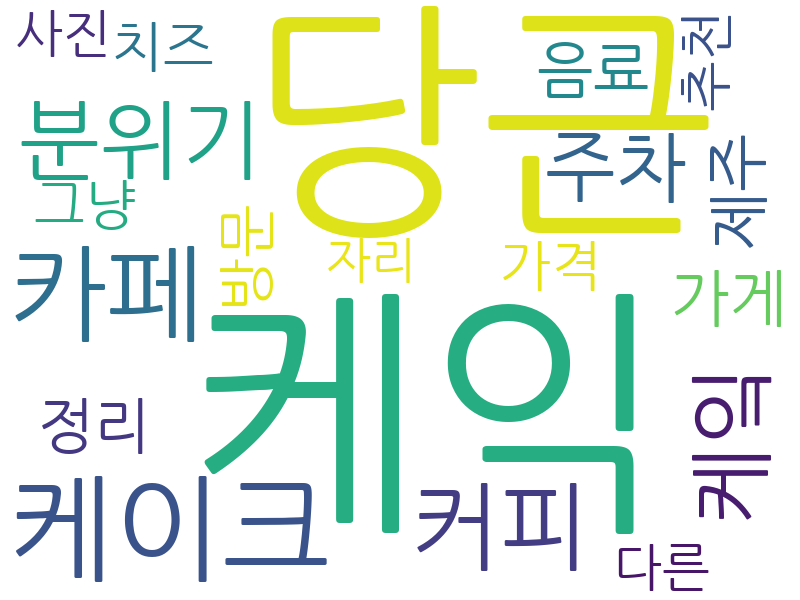 사진
치즈
당근
음료
추천
분위기
주차
제주
그냥
방문
자리
가격
카페
가게
케익
정리
케잌
케이크
커피
다른